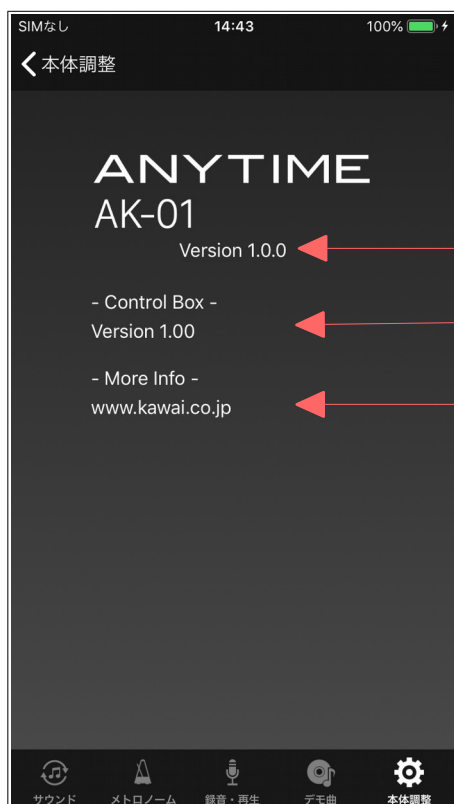 SIMなし 14:43 100%
本体調整
ANYTIME
AK-01
Version 1.0.0
- Control Box -
Version 1.00
- More Info -
www.kawai.co.jp
サウンド メトロノーム 録音・再生 デモ曲 本体調整